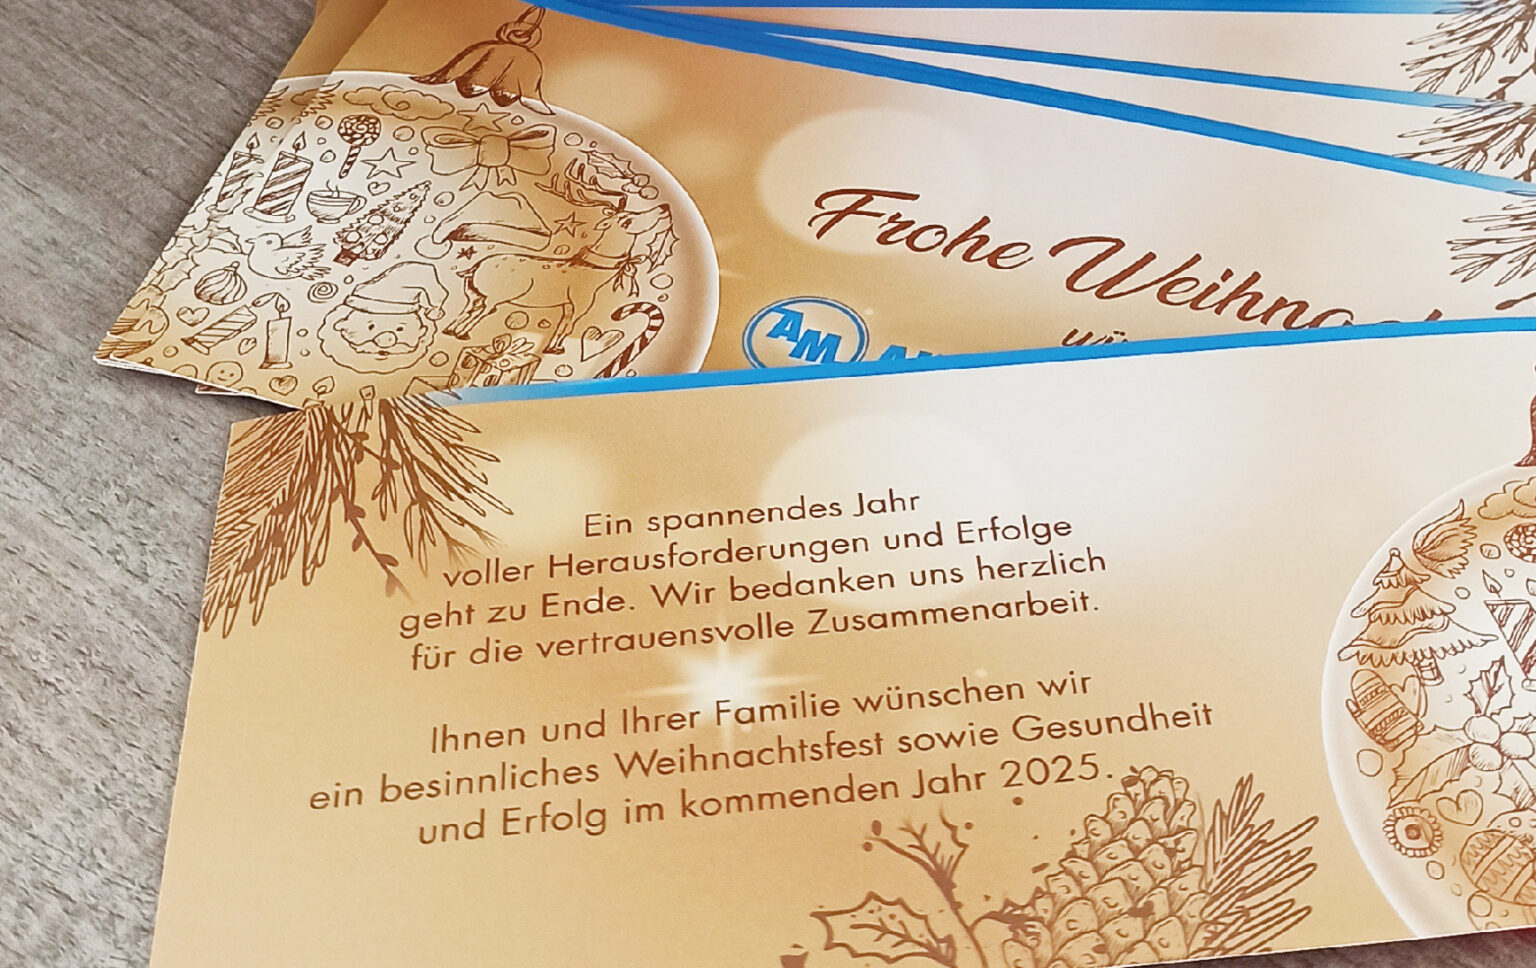 Frohe
AM
Ein spannendes Jahr
voller Herausforderungen und Erfolge
geht zu Ende. Wir bedanken uns herzlich
für die vertrauensvolle Zusammenarbeit.
Ihnen und Ihrer Familie wünschen wir
ein besinnliches Weihnachtsfest sowie Gesundheit
und Erfolg im kommenden Jahr 2025.